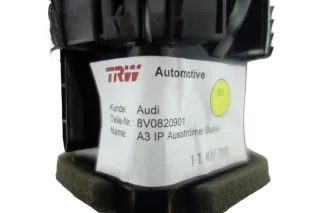 TRW Automotive
Kunde: Audi
Teile-Nr.: 8V0820901
Name A3 IP Ausströmer